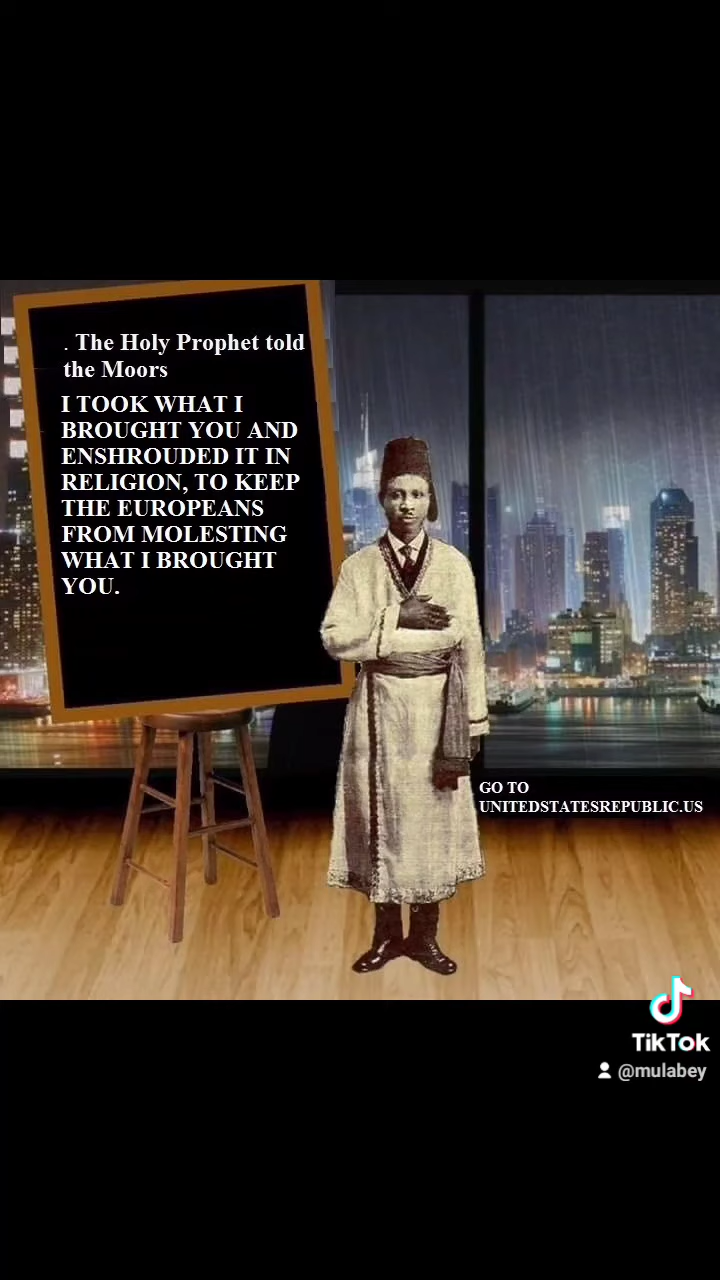 . The Holy Prophet told
the Moors
I TOOK WHAT I
BROUGHT YOU AND
ENSHROUDED IT IN
RELIGION, TO KEEP
THE EUROPEANS
FROM MOLESTING
WHAT I BROUGHT
YOU.
GO TO
UNITEDSTATESREPUBLIC.US
TikTok
@mulabey